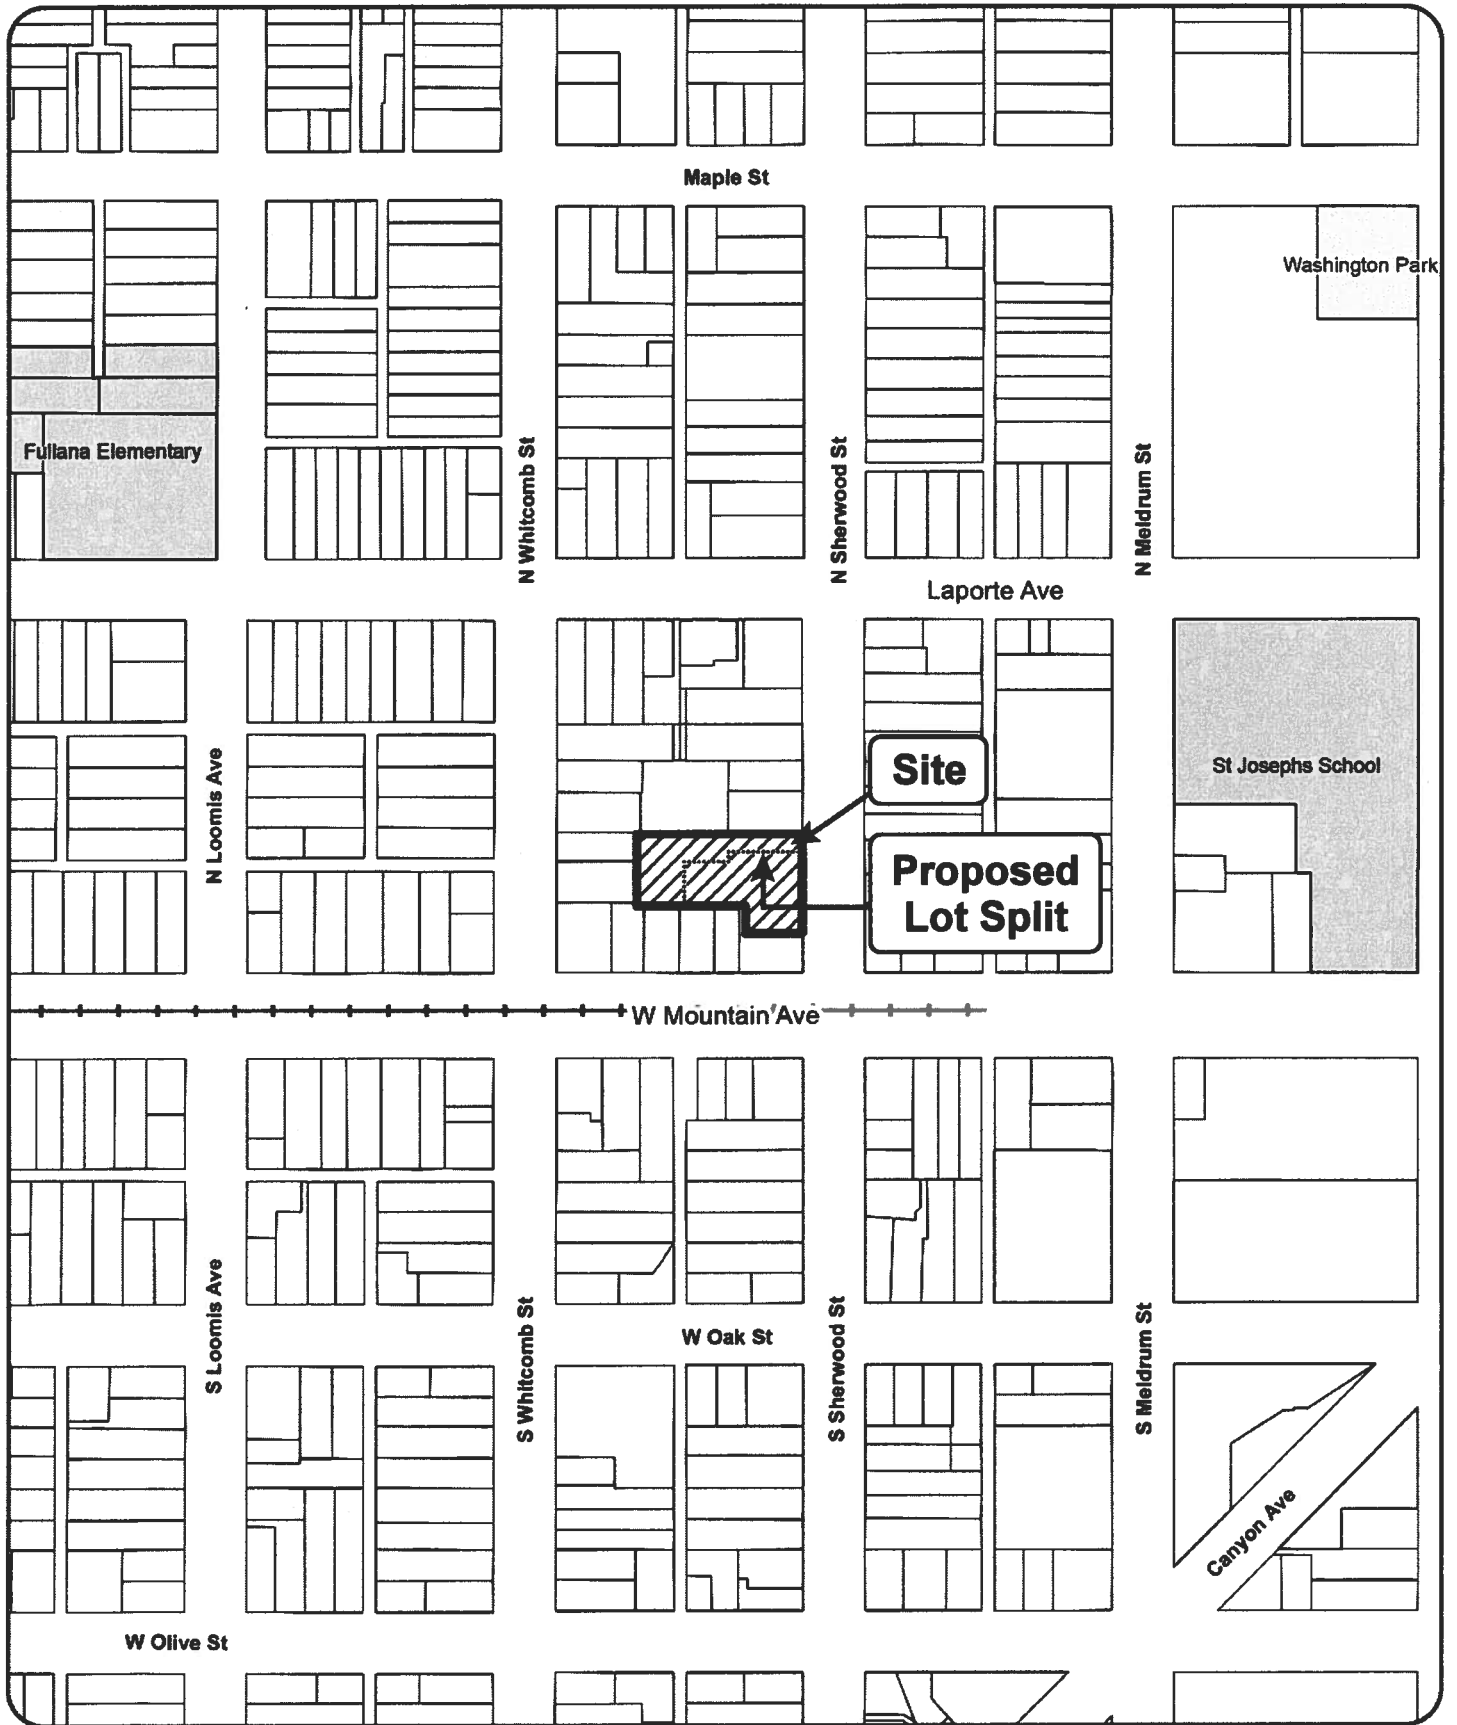 Maple St
Washington Park
Fullana Elementary
N Whitcomb St
N Sherwood St
N Meldrum St
Laporte Ave
N Loomis Ave
Site
St Josephs School
Proposed
Lot Split
W Mountain Ave
S Loomis Ave
S Whitcomb St
W Oak St
S Sherwood St
S Meldrum St
Canyon Ave
W Olive St